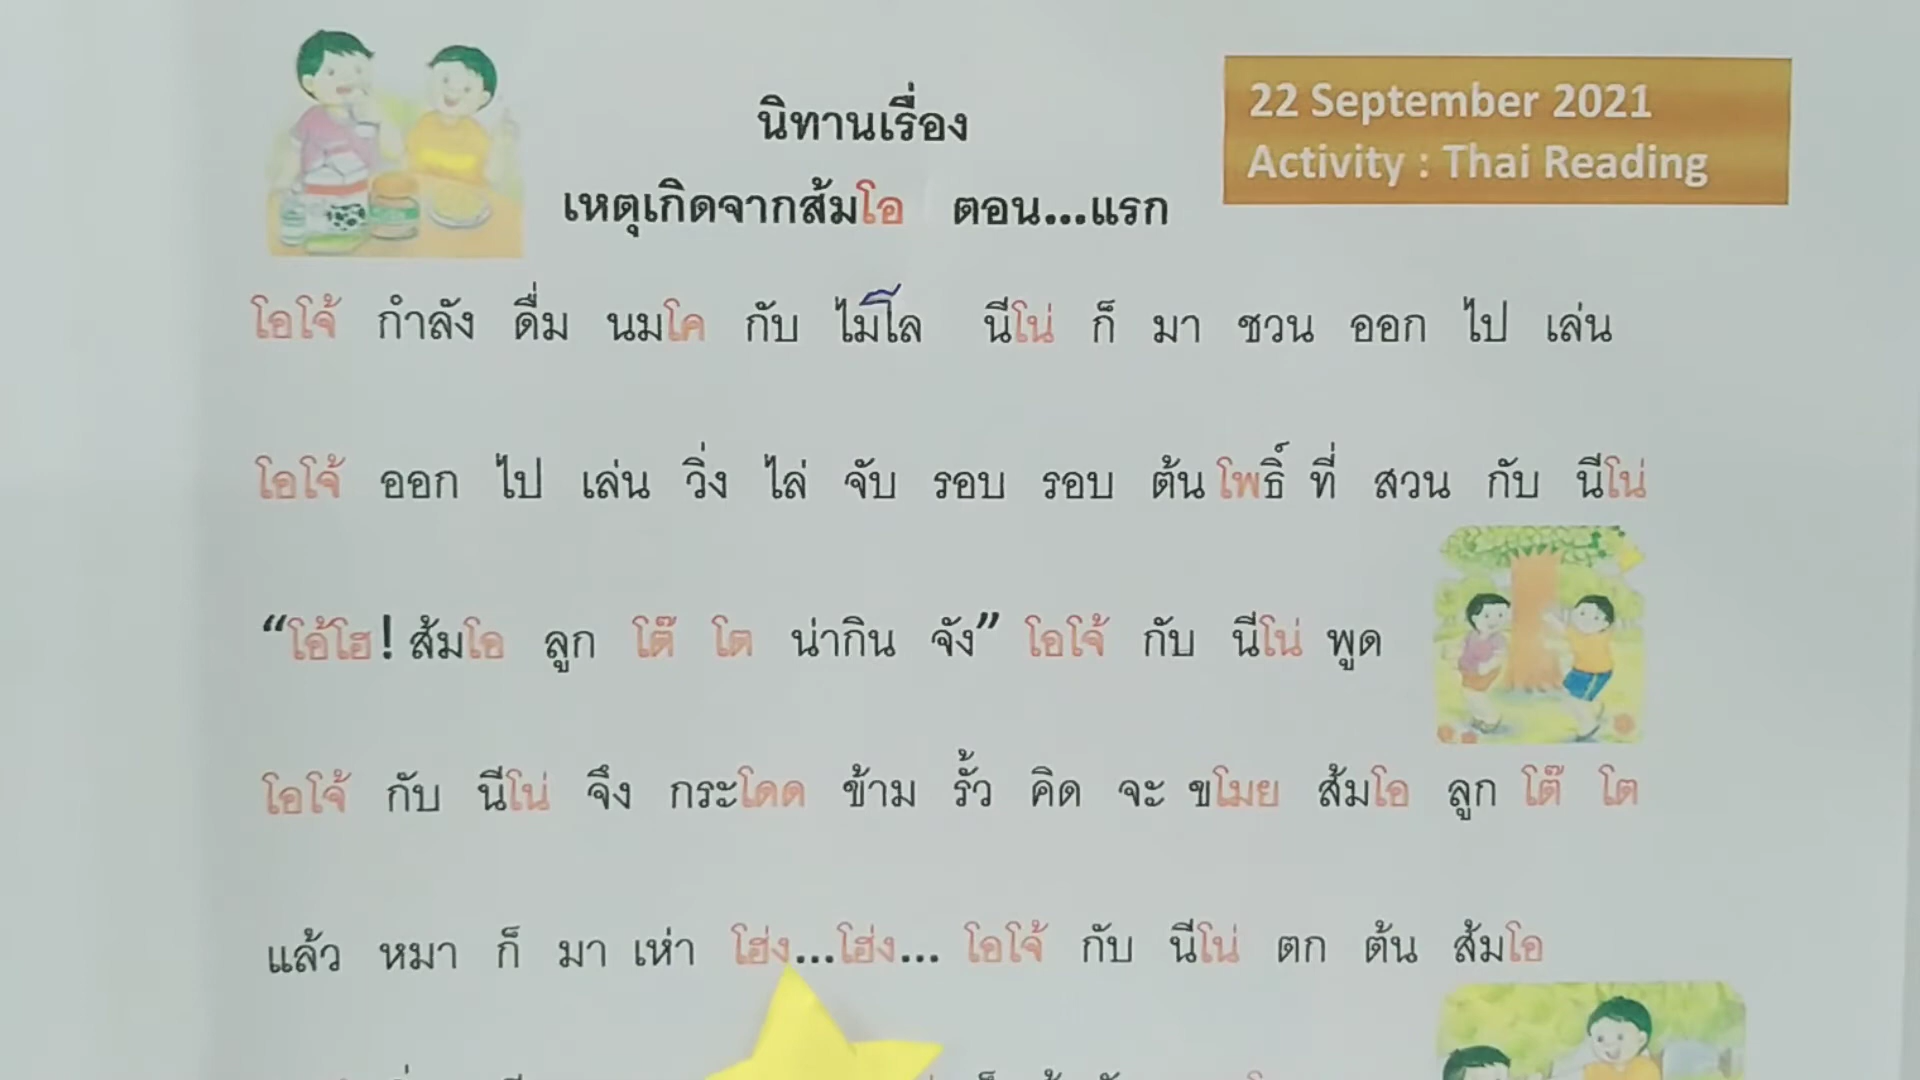 นิทานเรื่อง
เหตุเกิดจากส้มโอ ตอน...แรก
22 September 2021
Activity : Thai Reading
โอโจ้ กำลัง ดื่ม นมโค กับ ไมโล นีโน่ ก็ มา ชวน ออก ไป เล่น
โอโจ้ ออก ไป เล่น วิ่ง ไล่ จับ รอบ รอบ ต้น โพธิ์ ที่ สวน กับ นีโน่
“โอ้โฮ! ส้มโอ ลูก โต๊ โต น่ากิน จัง” โอโจ้ กับ นีโน่ พูด
โอโจ้ กับ นีโน่ จึง กระโดด ข้าม รั้ว คิด จะ ขโมย ส้มโอ ลูก โต๊ โต
แล้ว หมา ก็ มา เห่า โฮ่ง...โฮ่ง... โอโจ้ กับ นีโน่ ตก ต้น ส้มโอ